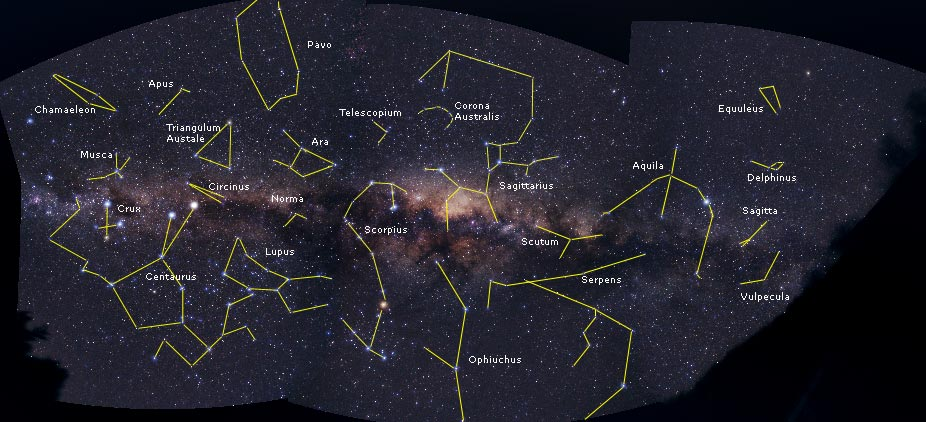 Pavo
Apus
Chamaeleon
Equuleus
Telescopium
Corona
Australis
Triangulum
Australe
Ara
Musca
Aquila
Delphinus
Circinus
Sagittarius
Norma
Crux
Sagitta
Scorpius
Scutum
Lupus
Centaurus
Serpens
Vulpecula
Ophiuchus